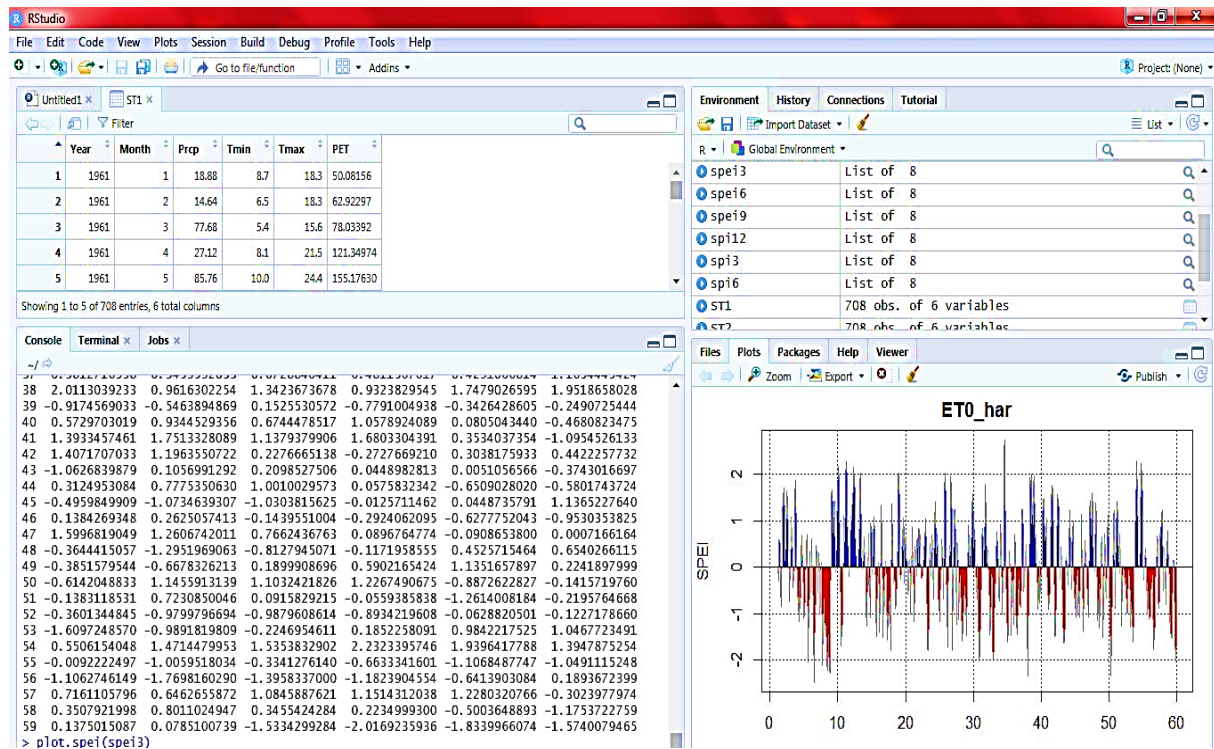 RStudio
File Edit Code View Plots Session Build Debug Profile Tools Help
Go to file/function Addins Project: (None)
Untitled1 × ST1 ×
Filter
Year Month Prcp Tmin Tmax PET
1 1961 1 18.88 8.7 18.3 50.08156
2 1961 2 14.64 6.5 18.3 62.92297
3 1961 3 77.68 5.4 15.6 78.03392
4 1961 4 27.12 8.1 21.5 121.34974
5 1961 5 85.76 10.0 24.4 155.17630
Showing 1 to 5 of 708 entries, 6 total columns
Console Terminal × Jobs ×
~/
38 2.0113039233 0.9616302254 1.3423673678 0.9323829545 1.7479026595 1.9518658028
39 -0.9174569033 -0.5463894869 0.1525530572 -0.7791004938 -0.3426428605 -0.2490725444
40 0.5729703019 0.9344529356 0.6744478517 1.0578924089 0.0805043440 -0.4680823475
41 1.3933457461 1.7513328089 1.1379379906 1.6803304391 0.3534037354 -1.0954526133
42 1.4071707033 1.1963550722 0.2276665138 -0.2727669210 0.3038175933 0.4422257732
43 -1.0626839879 0.1056991292 0.2098527506 0.0448982813 0.0051056566 -0.3743016697
44 0.3124953084 0.7775350630 1.0010029573 0.0575832342 -0.6509028020 -0.5801743724
45 -0.4959849909 -1.0734639307 -1.0303815625 -0.0125711462 0.0448735791 1.1365227640
46 0.1384269348 0.2625057413 -0.1439551004 -0.2924062095 -0.6277752043 -0.9530353825
47 1.5996819049 1.2606742011 0.7662436763 0.0896764774 -0.0908653800 0.0007166164
48 -0.3644415057 -1.2951969063 -0.8127945071 -0.1171958555 0.4525715464 0.6540266115
49 -0.3851579544 -0.6678326213 0.1899908696 0.5902165424 1.1351657897 0.2241897999
50 -0.6142048833 1.1455913139 1.1032421826 1.2267490675 -0.8872622827 -0.1415719760
51 -0.1383118531 0.7230850046 0.0915816215 -0.0559385838 -1.2614008184 -0.2195764668
52 -0.3601344845 -0.9799796694 -0.9879608614 -0.8934219608 -0.0628820501 -0.1227178660
53 -1.6097248570 -0.9891819809 -0.2246954611 0.1852258091 0.9842217525 1.0467723491
54 0.5506154048 1.4714479953 1.5353832902 2.2323395746 1.9396417788 1.3947875254
55 -0.0092222497 -1.0059518034 -0.3341276140 -0.6633341601 -1.1068487747 -1.0491115248
56 -1.1062746149 -1.7698160290 -1.3958337000 -1.1823904554 -0.6413903084 0.1893672399
57 0.7161105796 0.6462655872 1.0845887621 1.1514312038 1.2280320766 -0.3023977974
58 0.3507921998 0.8011024947 0.3455424284 0.2234999300 -0.5003648893 -1.1753722759
59 0.1375015087 0.0785100739 -1.5334299284 -2.0169235936 -1.8339966074 -1.5740079465
> plot.spei(spei3)
Environment History Connections Tutorial
Import Dataset List
R Global Environment
spei3 List of 8
spei6 List of 8
spei9 List of 8
spi12 List of 8
spi3 List of 8
spi6 List of 8
ST1 708 obs. of 6 variables
ST2 708 obs. of 6 variables
Files Plots Packages Help Viewer
Zoom Export Publish
ET0_har
SPEI
2
1
0
-1
-2
0 10 20 30 40 50 60